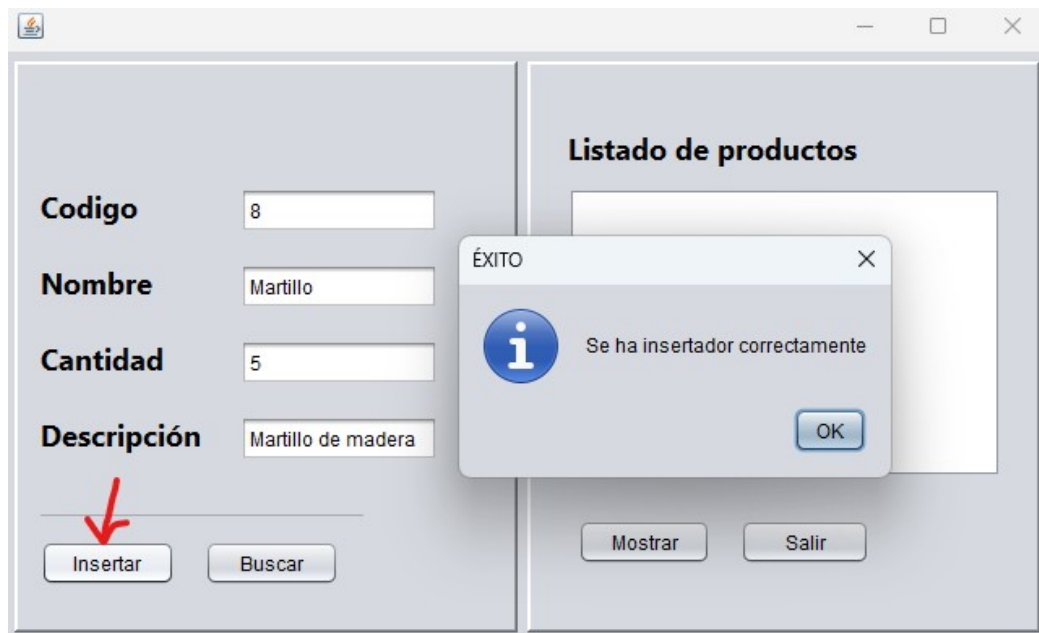 Listado de productos
Codigo
8
Nombre
Martillo
Cantidad
5
Descripción
Martillo de madera
Insertar
Buscar
ÉXITO
Se ha insertador correctamente
OK
Mostrar
Salir